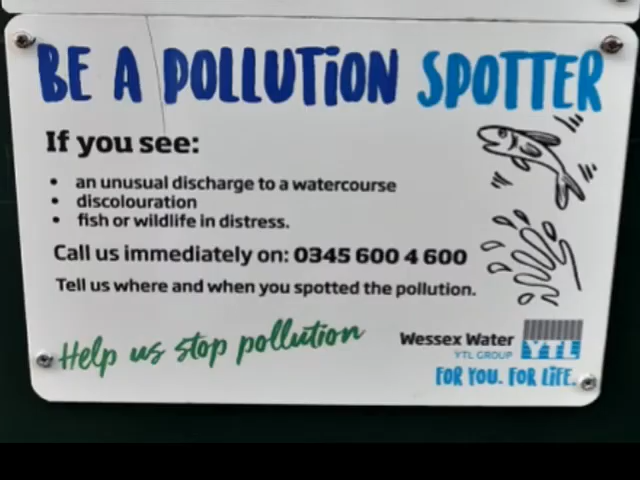 BE A POLLUTION SPOTTER
If you see:
• an unusual discharge to a watercourse
• discolouration
• fish or wildlife in distress.
Call us immediately on: 0345 600 4 600
Tell us where and when you spotted the pollution.
Help us stop pollution
Wessex Water
YTL GROUP
YTL
FOR YOU. FOR LIFE.